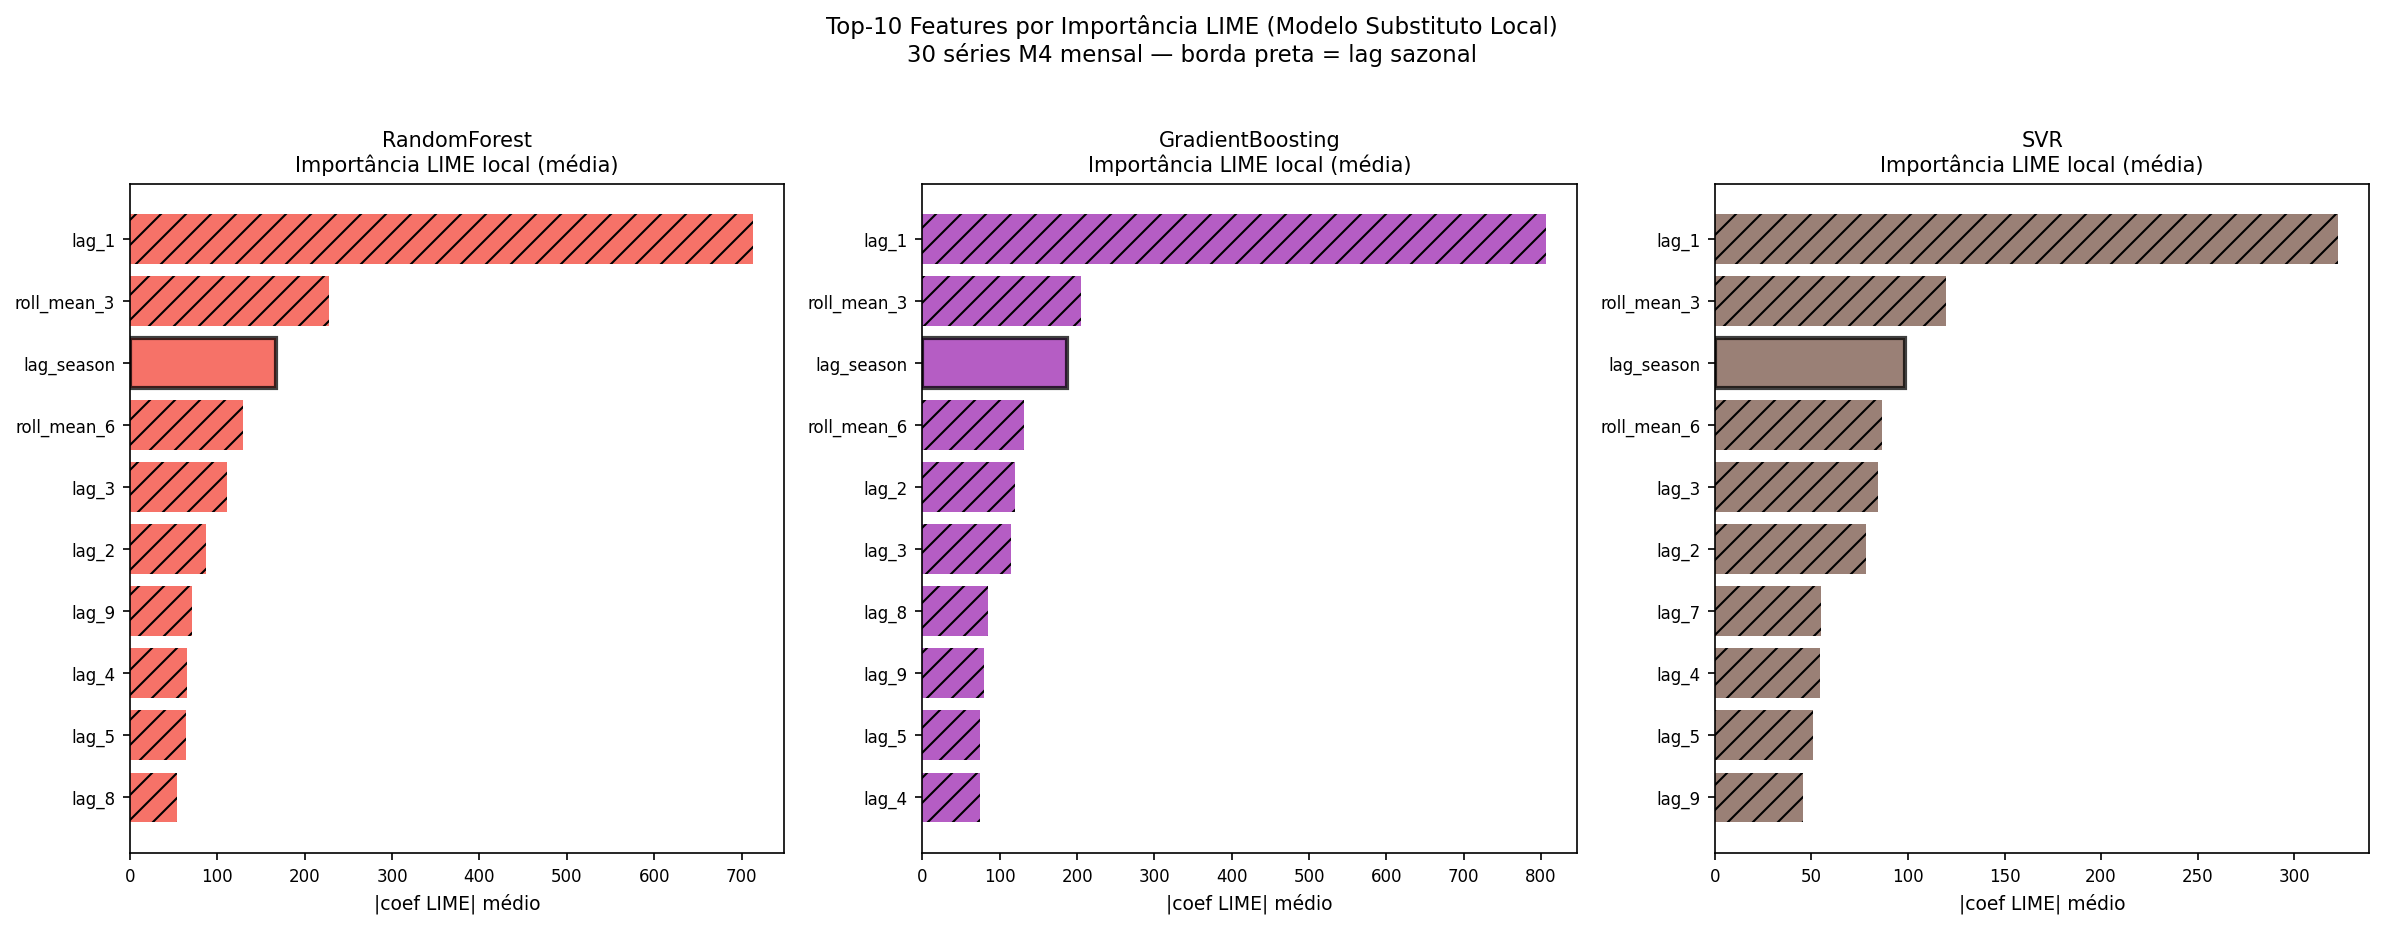 Top-10 Features por Importância LIME (Modelo Substituto Local)
30 séries M4 mensal — borda preta = lag sazonal
RandomForest
Importância LIME local (média)
lag_1
roll_mean_3
lag_season
roll_mean_6
lag_3
lag_2
lag_9
lag_4
lag_5
lag_8
0 100 200 300 400 500 600 700
|coef LIME| médio
GradientBoosting
Importância LIME local (média)
lag_1
roll_mean_3
lag_season
roll_mean_6
lag_2
lag_3
lag_8
lag_9
lag_5
lag_4
0 100 200 300 400 500 600 700 800
|coef LIME| médio
SVR
Importância LIME local (média)
lag_1
roll_mean_3
lag_season
roll_mean_6
lag_3
lag_2
lag_7
lag_4
lag_5
lag_9
0 50 100 150 200 250 300
|coef LIME| médio